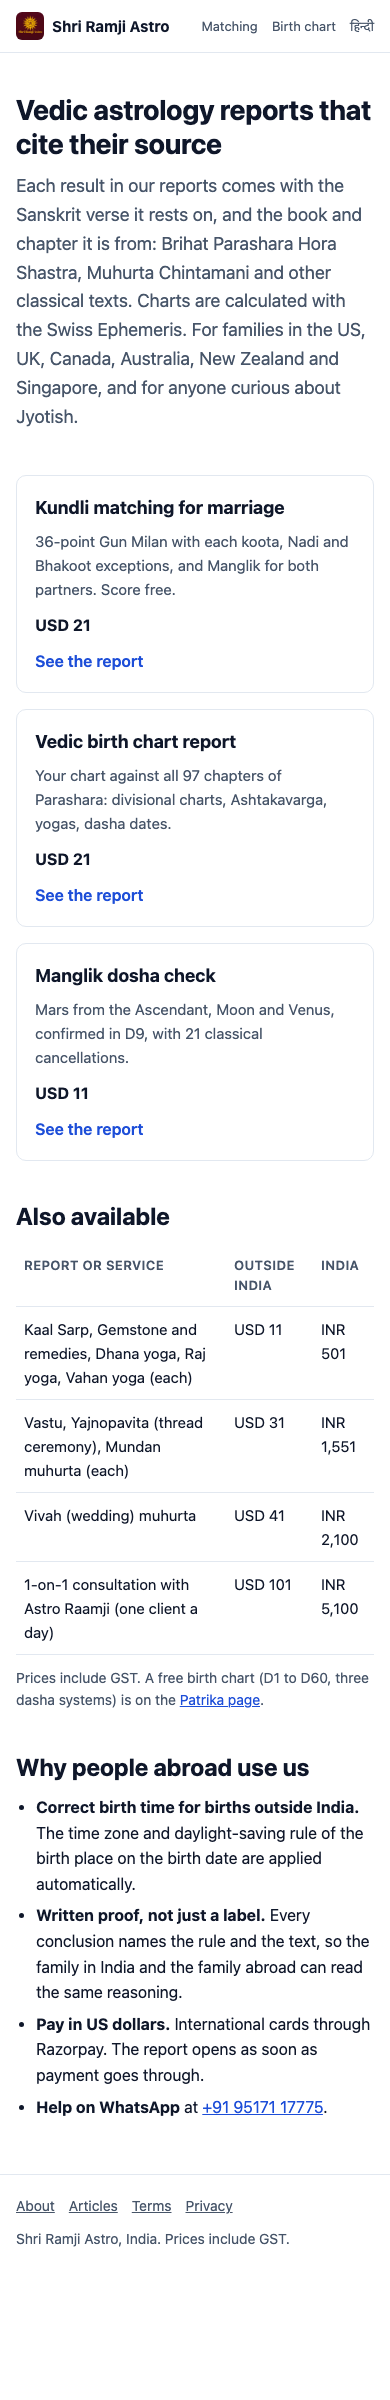 Shri Ramji Astro
Matching
Birth chart
हिन्दी
Vedic astrology reports that
cite their source
Each result in our reports comes with the
Sanskrit verse it rests on, and the book and
chapter it is from: Brihat Parashara Hora
Shastra, Muhurta Chintamani and other
classical texts. Charts are calculated with
the Swiss Ephemeris. For families in the US,
UK, Canada, Australia, New Zealand and
Singapore, and for anyone curious about
Jyotish.
Kundli matching for marriage
36-point Gun Milan with each koota, Nadi and
Bhakoot exceptions, and Manglik for both
partners. Score free.
USD 21
See the report
Vedic birth chart report
Your chart against all 97 chapters of
Parashara: divisional charts, Ashtakavarga,
yogas, dasha dates.
USD 21
See the report
Manglik dosha check
Mars from the Ascendant, Moon and Venus,
confirmed in D9, with 21 classical
cancellations.
USD 11
See the report
Also available
REPORT OR SERVICE
OUTSIDE
INDIA
INDIA
Kaal Sarp, Gemstone and
remedies, Dhana yoga, Raj
yoga, Vahan yoga (each)
USD 11
INR
501
Vastu, Yajnopavita (thread
ceremony), Mundan
muhurta (each)
USD 31
INR
1,551
Vivah (wedding) muhurta
USD 41
INR
2,100
1-on-1 consultation with
Astro Raamji (one client a
day)
USD 101
INR
5,100
Prices include GST. A free birth chart (D1 to D60, three
dasha systems) is on the Patrika page.
Why people abroad use us
• Correct birth time for births outside India.
The time zone and daylight-saving rule of the
birth place on the birth date are applied
automatically.
• Written proof, not just a label. Every
conclusion names the rule and the text, so the
family in India and the family abroad can read
the same reasoning.
• Pay in US dollars. International cards through
Razorpay. The report opens as soon as
payment goes through.
• Help on WhatsApp at +91 95171 17775.
About Articles Terms Privacy
Shri Ramji Astro, India. Prices include GST.